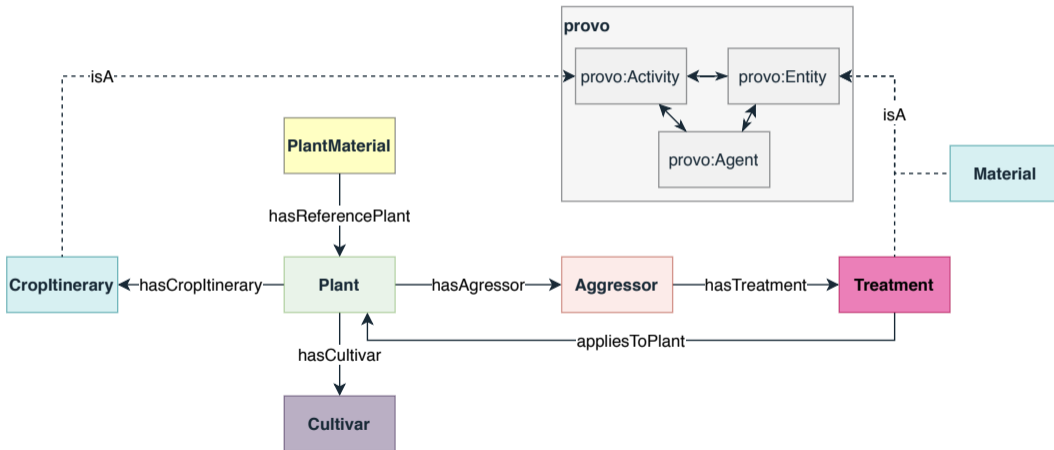 provo
isA
provo:Activity
provo:Entity
isA
PlantMaterial
provo:Agent
Material
hasReferencePlant
CropItinerary
hasCropItinerary
Plant
hasAgressor
Aggressor
hasTreatment
Treatment
appliesToPlant
hasCultivar
Cultivar